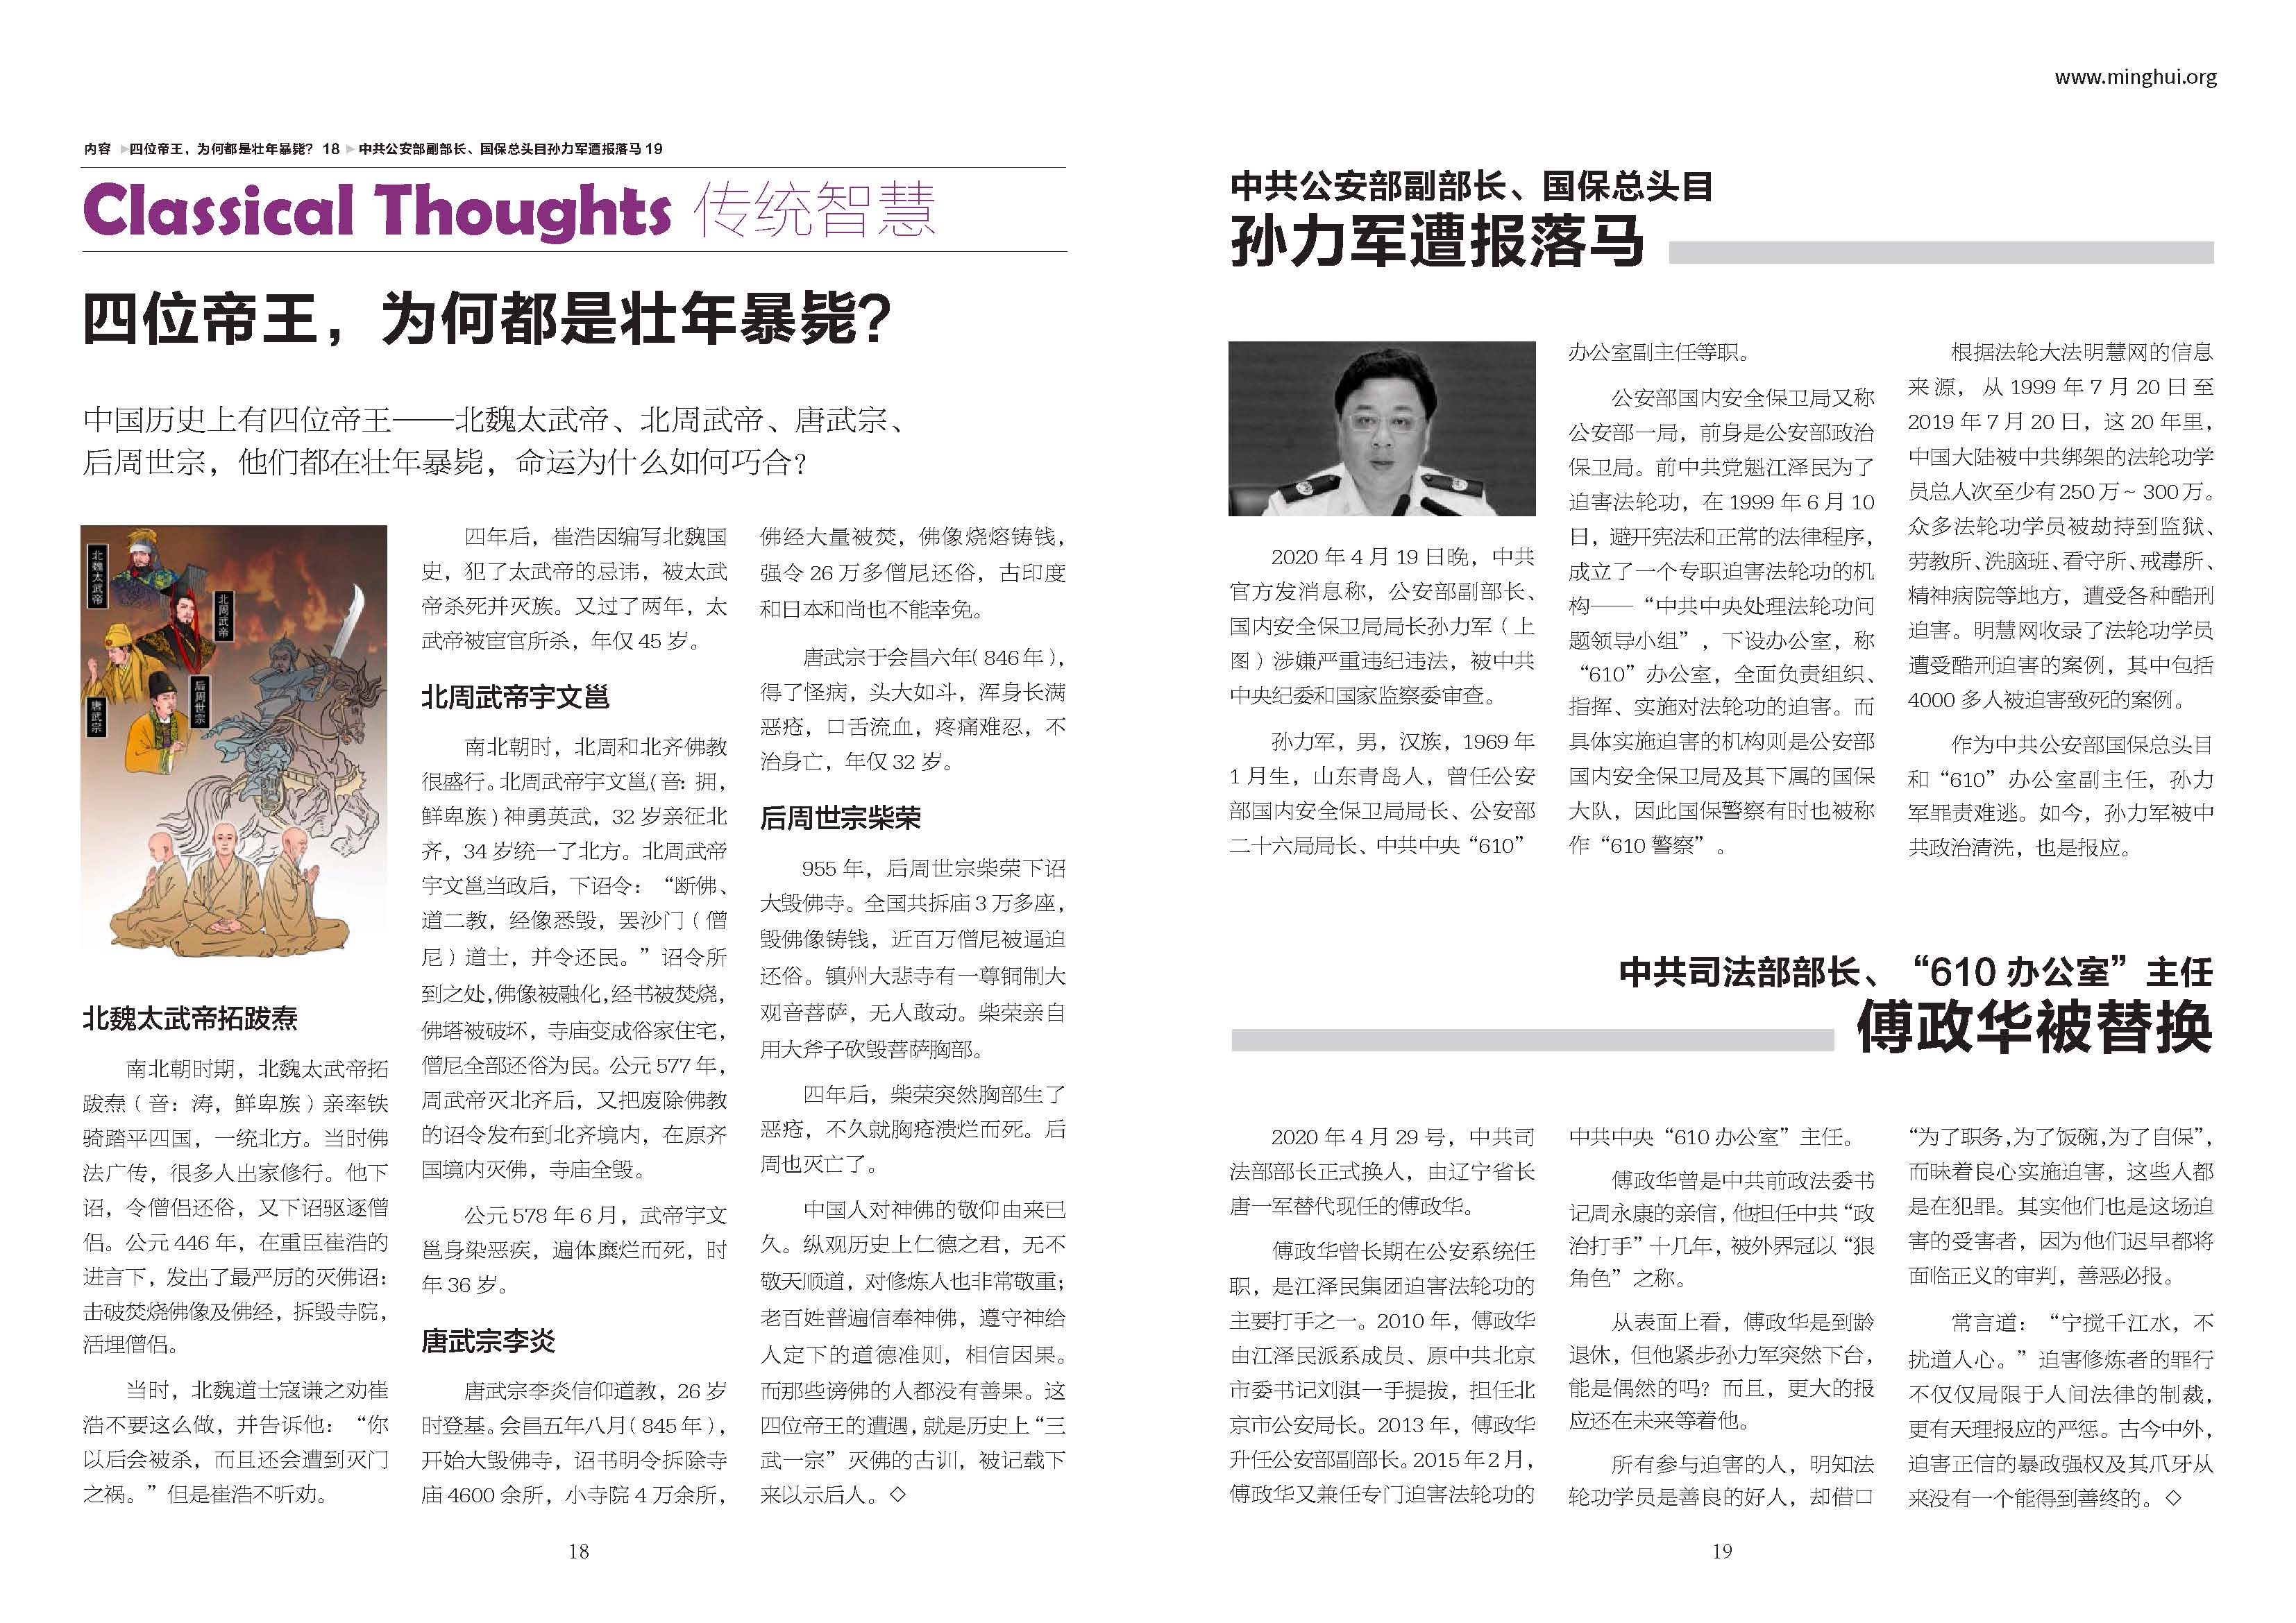 www.minghui.org
内容 ▶四位帝王，为何都是壮年暴毙？ 18 ▶ 中共公安部副部长、国保总头目孙力军遭报落马 19
Classical Thoughts 传统智慧
四位帝王，为何都是壮年暴毙？
中国历史上有四位帝王——北魏太武帝、北周武帝、唐武宗、
后周世宗，他们都在壮年暴毙，命运为什么如何巧合？
北魏太武帝
北周武帝
唐武宗
后周世宗
北魏太武帝拓跋焘
南北朝时期，北魏太武帝拓
跋焘（音：涛，鲜卑族）亲率铁
骑踏平四国，一统北方。当时佛
法广传，很多人出家修行。他下
诏，令僧侣还俗，又下诏驱逐僧
侣。公元 446 年，在重臣崔浩的
进言下，发出了最严厉的灭佛诏：
击破焚烧佛像及佛经，拆毁寺院，
活埋僧侣。
当时，北魏道士寇谦之劝崔
浩不要这么做，并告诉他：“你
以后会被杀，而且还会遭到灭门
之祸。”但是崔浩不听劝。
四年后，崔浩因编写北魏国
史，犯了太武帝的忌讳，被太武
帝杀死并灭族。又过了两年，太
武帝被宦官所杀，年仅 45 岁。
北周武帝宇文邕
南北朝时，北周和北齐佛教
很盛行。北周武帝宇文邕（音：拥，
鲜卑族）神勇英武，32 岁亲征北
齐，34 岁统一了北方。北周武帝
宇文邕当政后，下诏令：“断佛、
道二教，经像悉毁，罢沙门（僧
尼）道士，并令还民。”诏令所
到之处，佛像被融化，经书被焚烧，
佛塔被破坏，寺庙变成俗家住宅，
僧尼全部还俗为民。公元 577 年，
周武帝灭北齐后，又把废除佛教
的诏令发布到北齐境内，在原齐
国境内灭佛，寺庙全毁。
公元 578 年 6 月，武帝宇文
邕身染恶疾，遍体糜烂而死，时
年 36 岁。
唐武宗李炎
唐武宗李炎信仰道教，26 岁
时登基。会昌五年八月（845 年），
开始大毁佛寺，诏书明令拆除寺
庙 4600 余所，小寺院 4 万余所，
佛经大量被焚，佛像烧熔铸钱，
强令 26 万多僧尼还俗，古印度
和日本和尚也不能幸免。
唐武宗于会昌六年（846 年），
得了怪病，头大如斗，浑身长满
恶疮，口舌流血，疼痛难忍，不
治身亡，年仅 32 岁。
后周世宗柴荣
955 年，后周世宗柴荣下诏
大毁佛寺。全国共拆庙 3 万多座，
毁佛像铸钱，近百万僧尼被逼迫
还俗。镇州大悲寺有一尊铜制大
观音菩萨，无人敢动。柴荣亲自
用大斧子砍毁菩萨胸部。
四年后，柴荣突然胸部生了
恶疮，不久就胸疮溃烂而死。后
周也灭亡了。
中国人对神佛的敬仰由来已
久。纵观历史上仁德之君，无不
敬天顺道，对修炼人也非常敬重；
老百姓普遍信奉神佛，遵守神给
人定下的道德准则，相信因果。
而那些谤佛的人都没有善果。这
四位帝王的遭遇，就是历史上“三
武一宗”灭佛的古训，被记载下
来以示后人。◇
18
中共公安部副部长、国保总头目
孙力军遭报落马
2020 年 4 月 19 日晚，中共
官方发消息称，公安部副部长、
国内安全保卫局局长孙力军（上
图）涉嫌严重违纪违法，被中共
中央纪委和国家监察委审查。
孙力军，男，汉族，1969 年
1 月生，山东青岛人，曾任公安
部国内安全保卫局局长、公安部
二十六局局长、中共中央“610”
办公室副主任等职。
公安部国内安全保卫局又称
公安部一局，前身是公安部政治
保卫局。前中共党魁江泽民为了
迫害法轮功，在 1999 年 6 月 10
日，避开宪法和正常的法律程序，
成立了一个专职迫害法轮功的机
构——“中共中央处理法轮功问
题领导小组”，下设办公室，称
“610”办公室，全面负责组织、
指挥、实施对法轮功的迫害。而
具体实施迫害的机构则是公安部
国内安全保卫局及其下属的国保
大队，因此国保警察有时也被称
作“610 警察”。
根据法轮大法明慧网的信息
来源，从 1999 年 7 月 20 日至
2019 年 7 月 20 日，这 20 年里，
中国大陆被中共绑架的法轮功学
员总人次至少有 250 万 ~ 300 万。
众多法轮功学员被劫持到监狱、
劳教所、洗脑班、看守所、戒毒所、
精神病院等地方，遭受各种酷刑
迫害。明慧网收录了法轮功学员
遭受酷刑迫害的案例，其中包括
4000 多人被迫害致死的案例。
作为中共公安部国保总头目
和“610”办公室副主任，孙力
军罪责难逃。如今，孙力军被中
共政治清洗，也是报应。
中共司法部部长、“610 办公室”主任
傅政华被替换
2020 年 4 月 29 号，中共司
法部部长正式换人，由辽宁省长
唐一军替代现任的傅政华。
傅政华曾长期在公安系统任
职，是江泽民集团迫害法轮功的
主要打手之一。2010 年，傅政华
由江泽民派系成员、原中共北京
市委书记刘淇一手提拔，担任北
京市公安局长。2013 年，傅政华
升任公安部副部长。2015 年 2 月，
傅政华又兼任专门迫害法轮功的
中共中央“610 办公室”主任。
傅政华曾是中共前政法委书
记周永康的亲信，他担任中共“政
治打手”十几年，被外界冠以“狠
角色”之称。
从表面上看，傅政华是到龄
退休，但他紧步孙力军突然下台，
能是偶然的吗？而且，更大的报
应还在未来等着他。
所有参与迫害的人，明知法
轮功学员是善良的好人，却借口
“为了职务，为了饭碗，为了自保”，
而昧着良心实施迫害，这些人都
是在犯罪。其实他们也是这场迫
害的受害者，因为他们迟早都将
面临正义的审判，善恶必报。
常言道：“宁搅千江水，不
扰道人心。”迫害修炼者的罪行
不仅仅局限于人间法律的制裁，
更有天理报应的严惩。古今中外，
迫害正信的暴政强权及其爪牙从
来没有一个能得到善终的。◇
19